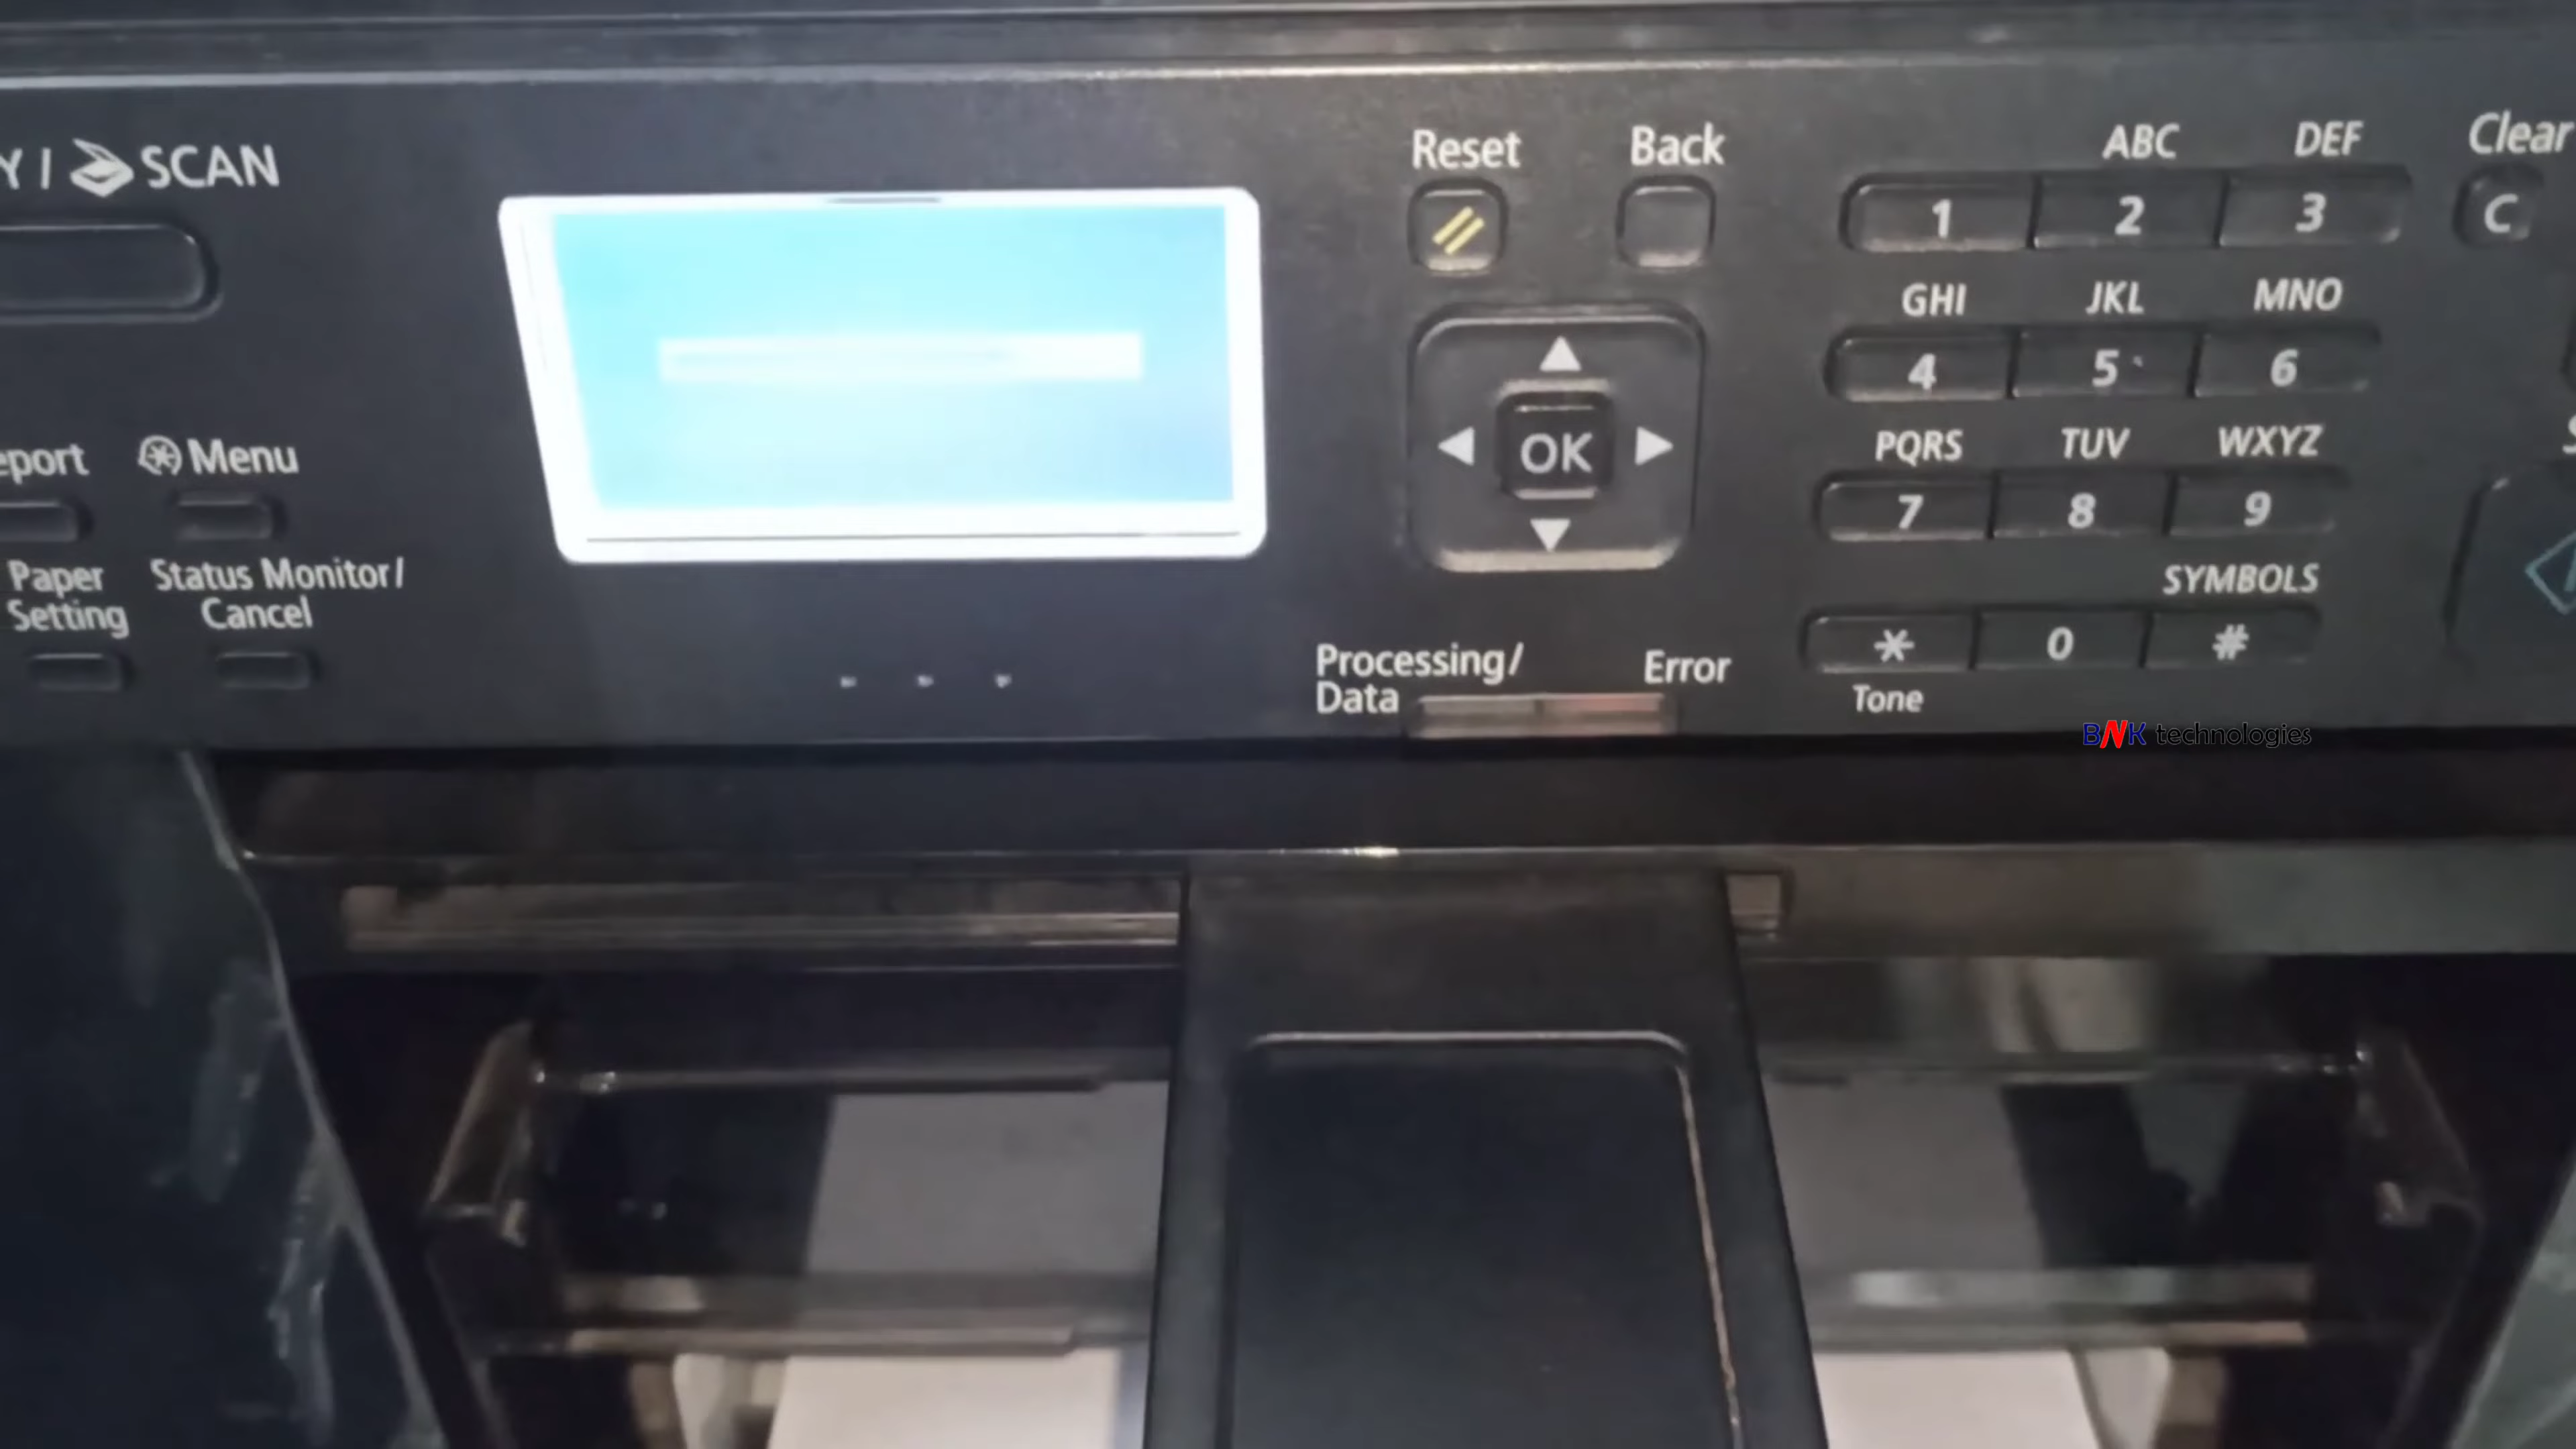 Y I SCAN
Reset
Back
ABC
DEF
Clear
1
2
3
C
GHI
JKL
MNO
4
5
6
Menu
OK
PQRS
TUV
WXYZ
7
8
9
Paper
Setting
Status Monitor/
Cancel
SYMBOLS
Processing/
Data
Error
*
0
#
Tone
BNK technologies